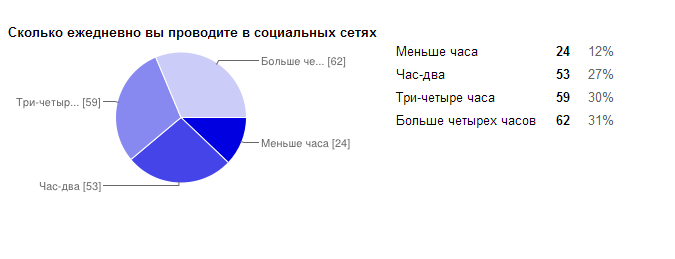 Сколько ежедневно вы проводите в социальных сетях
Больше че... [62]
Три-четыр... [59]
Меньше часа [24]
Час-два [53]
Меньше часа 24 12%
Час-два 53 27%
Три-четыре часа 59 30%
Больше четырех часов 62 31%